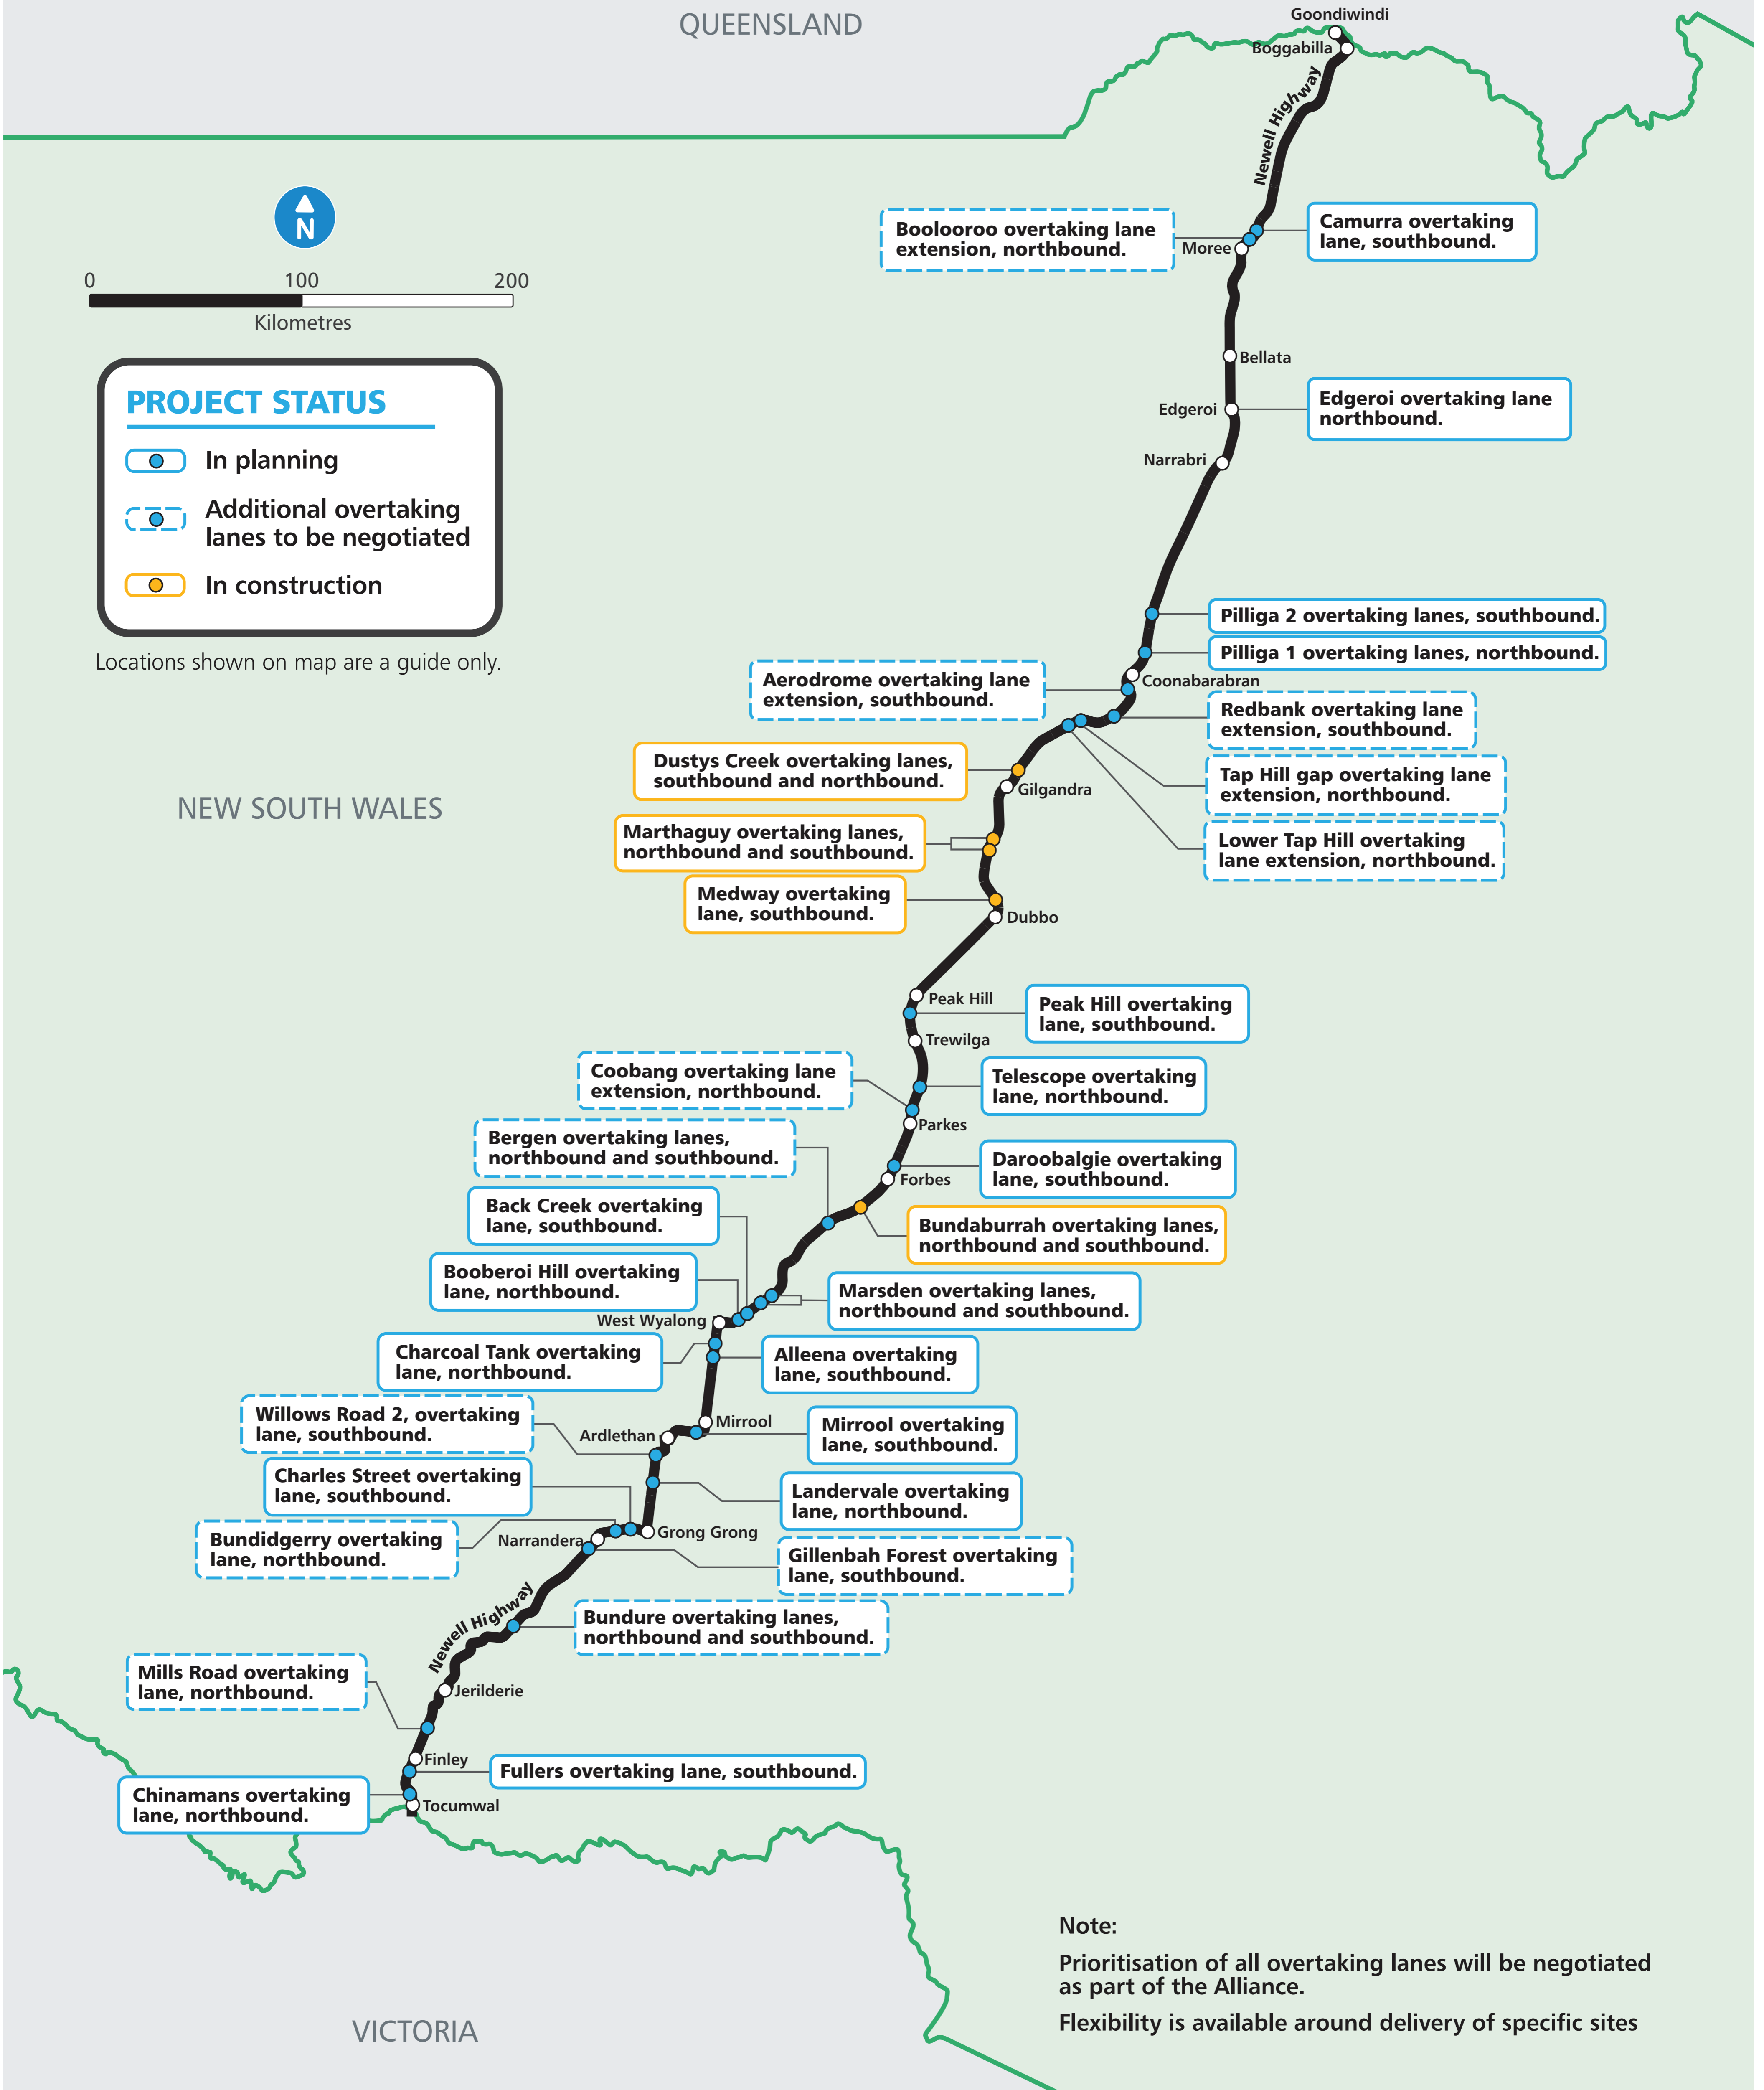 QUEENSLAND
Goondiwindi
Boggabilla
Newell Highway
N
0 100 200
Kilometres
PROJECT STATUS
In planning
Additional overtaking
lanes to be negotiated
In construction
Locations shown on map are a guide only.
NEW SOUTH WALES
Boolooroo overtaking lane
extension, northbound.
Camurra overtaking
lane, southbound.
Moree
Bellata
Edgeroi
Edgeroi overtaking lane
northbound.
Narrabri
Pilliga 2 overtaking lanes, southbound.
Pilliga 1 overtaking lanes, northbound.
Coonabarabran
Aerodrome overtaking lane
extension, southbound.
Redbank overtaking lane
extension, southbound.
Dustys Creek overtaking lanes,
southbound and northbound.
Tap Hill gap overtaking lane
extension, northbound.
Gilgandra
Marthaguy overtaking lanes,
northbound and southbound.
Lower Tap Hill overtaking
lane extension, northbound.
Medway overtaking
lane, southbound.
Dubbo
Peak Hill
Peak Hill overtaking
lane, southbound.
Trewilga
Coobang overtaking lane
extension, northbound.
Telescope overtaking
lane, northbound.
Parkes
Bergen overtaking lanes,
northbound and southbound.
Daroobalgie overtaking
lane, southbound.
Forbes
Back Creek overtaking
lane, southbound.
Bundaburrah overtaking lanes,
northbound and southbound.
Booberoi Hill overtaking
lane, northbound.
Marsden overtaking lanes,
northbound and southbound.
West Wyalong
Charcoal Tank overtaking
lane, northbound.
Alleena overtaking
lane, southbound.
Willows Road 2, overtaking
lane, southbound.
Mirrool
Ardlethan
Mirrool overtaking
lane, southbound.
Charles Street overtaking
lane, southbound.
Landervale overtaking
lane, northbound.
Bundidgerry overtaking
lane, northbound.
Narrandera
Grong Grong
Gillenbah Forest overtaking
lane, southbound.
Newell Highway
Bundure overtaking lanes,
northbound and southbound.
Mills Road overtaking
lane, northbound.
Jerilderie
Finley
Fullers overtaking lane, southbound.
Chinamans overtaking
lane, northbound.
Tocumwal
VICTORIA
Note:
Prioritisation of all overtaking lanes will be negotiated
as part of the Alliance.
Flexibility is available around delivery of specific sites